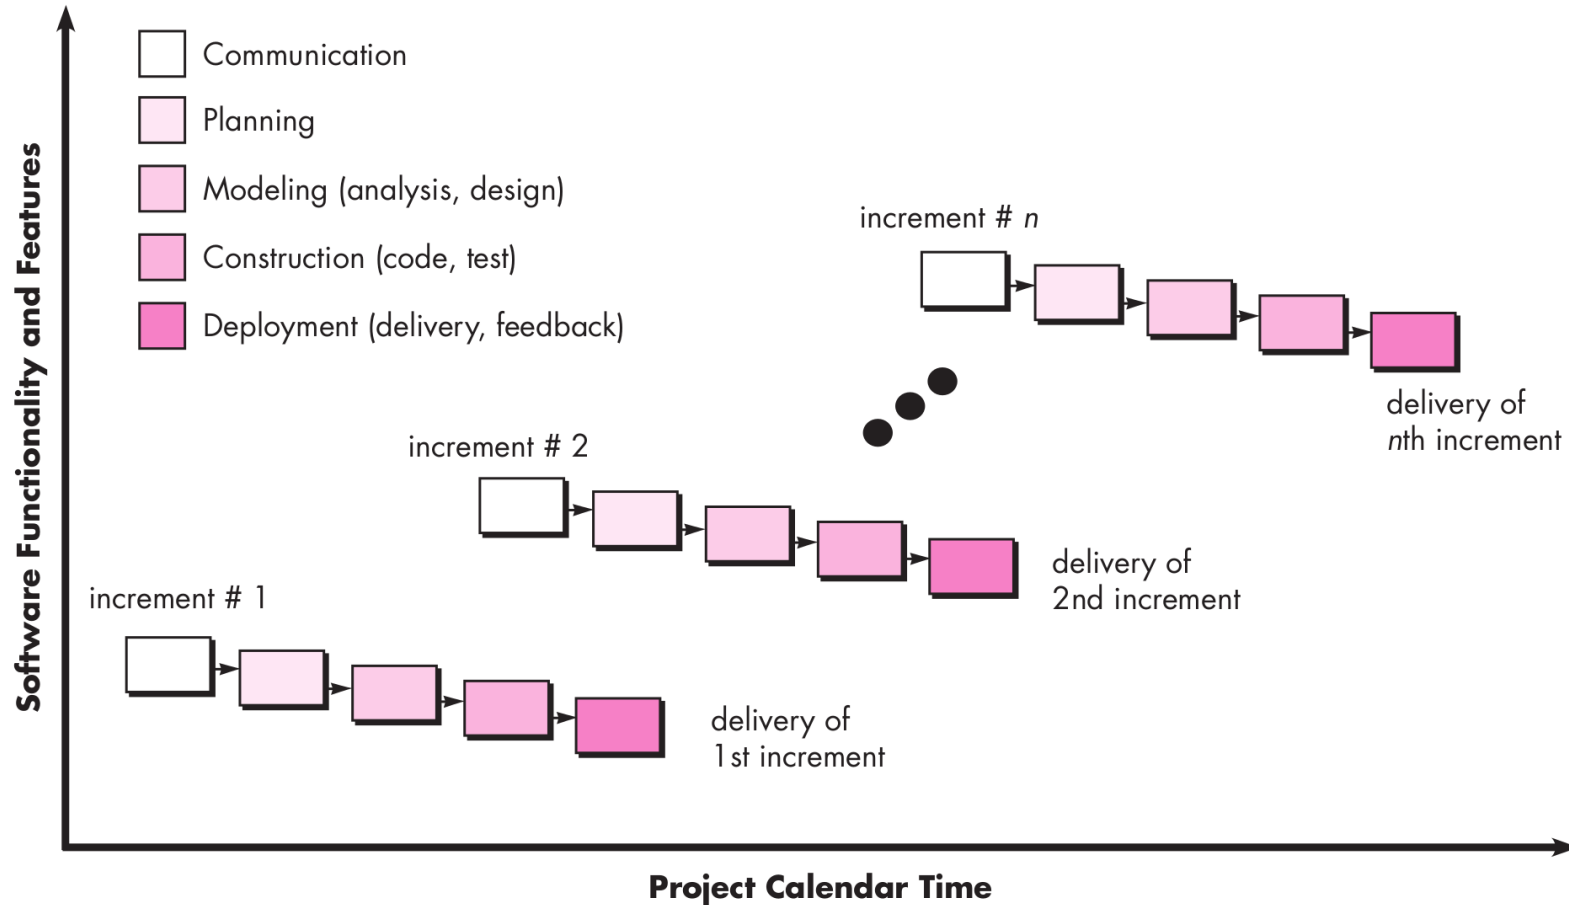 Software Functionality and Features
Communication
Planning
Modeling (analysis, design)
Construction (code, test)
Deployment (delivery, feedback)
increment # n
delivery of
nth increment
increment # 2
delivery of
2nd increment
increment # 1
delivery of
1st increment
Project Calendar Time